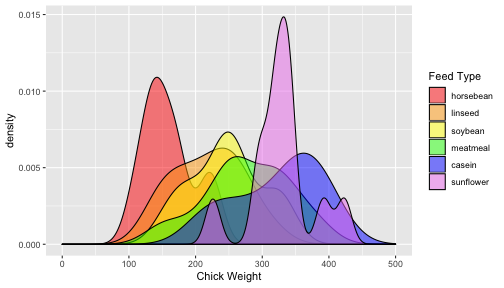 0.015
0.010
0.005
0.000
density
0
100
200
300
400
500
Chick Weight
Feed Type
horsebean
linseed
soybean
meatmeal
casein
sunflower